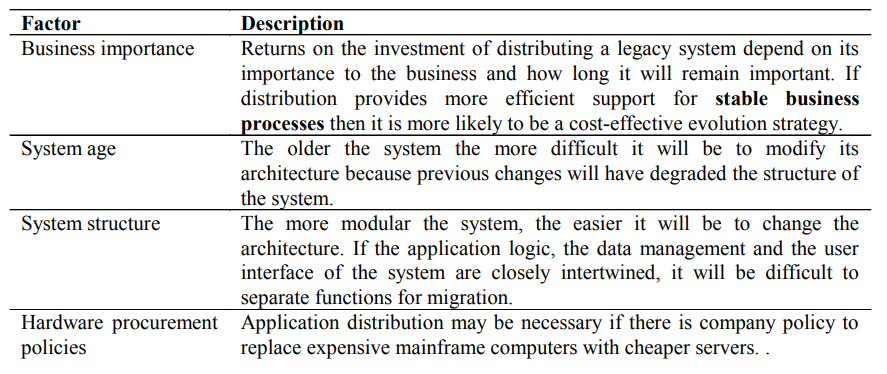 Factor Description
Business importance Returns on the investment of distributing a legacy system depend on its
importance to the business and how long it will remain important. If
distribution provides more efficient support for stable business
processes then it is more likely to be a cost-effective evolution strategy.
System age The older the system the more difficult it will be to modify its
architecture because previous changes will have degraded the structure of
the system.
System structure The more modular the system, the easier it will be to change the
architecture. If the application logic, the data management and the user
interface of the system are closely intertwined, it will be difficult to
separate functions for migration.
Hardware procurement Application distribution may be necessary if there is company policy to
policies replace expensive mainframe computers with cheaper servers. .